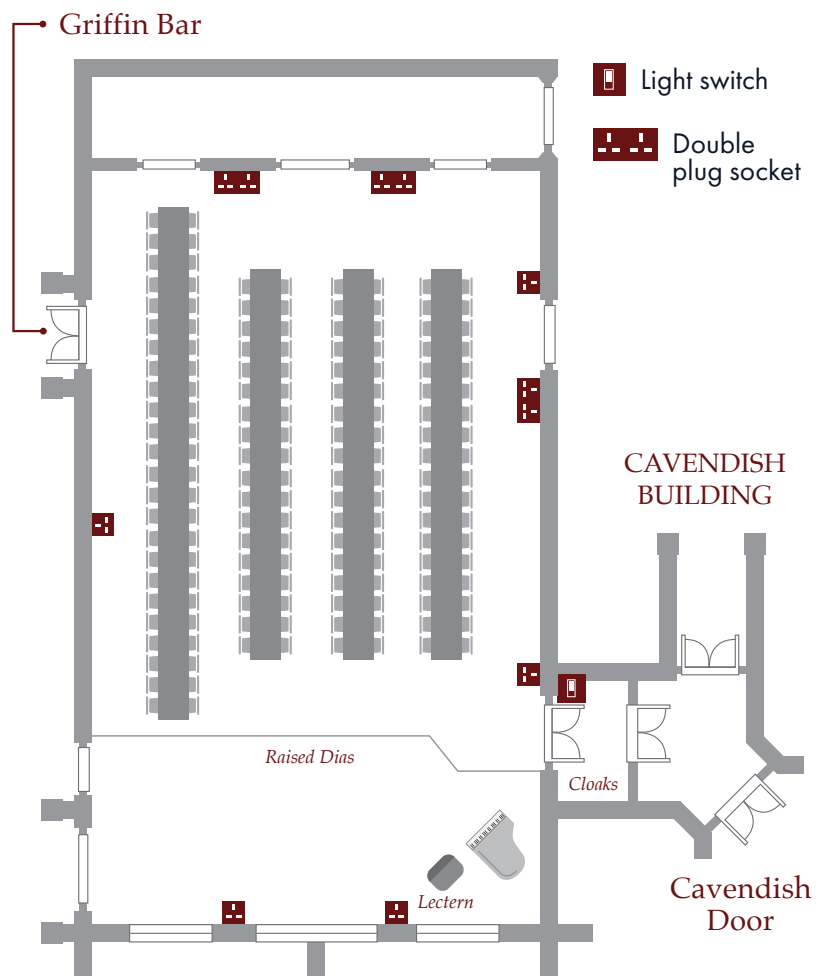 Griffin Bar
Light switch
Double
plug socket
CAVENDISH
BUILDING
Raised Dias
Cloaks
Lectern
Cavendish
Door